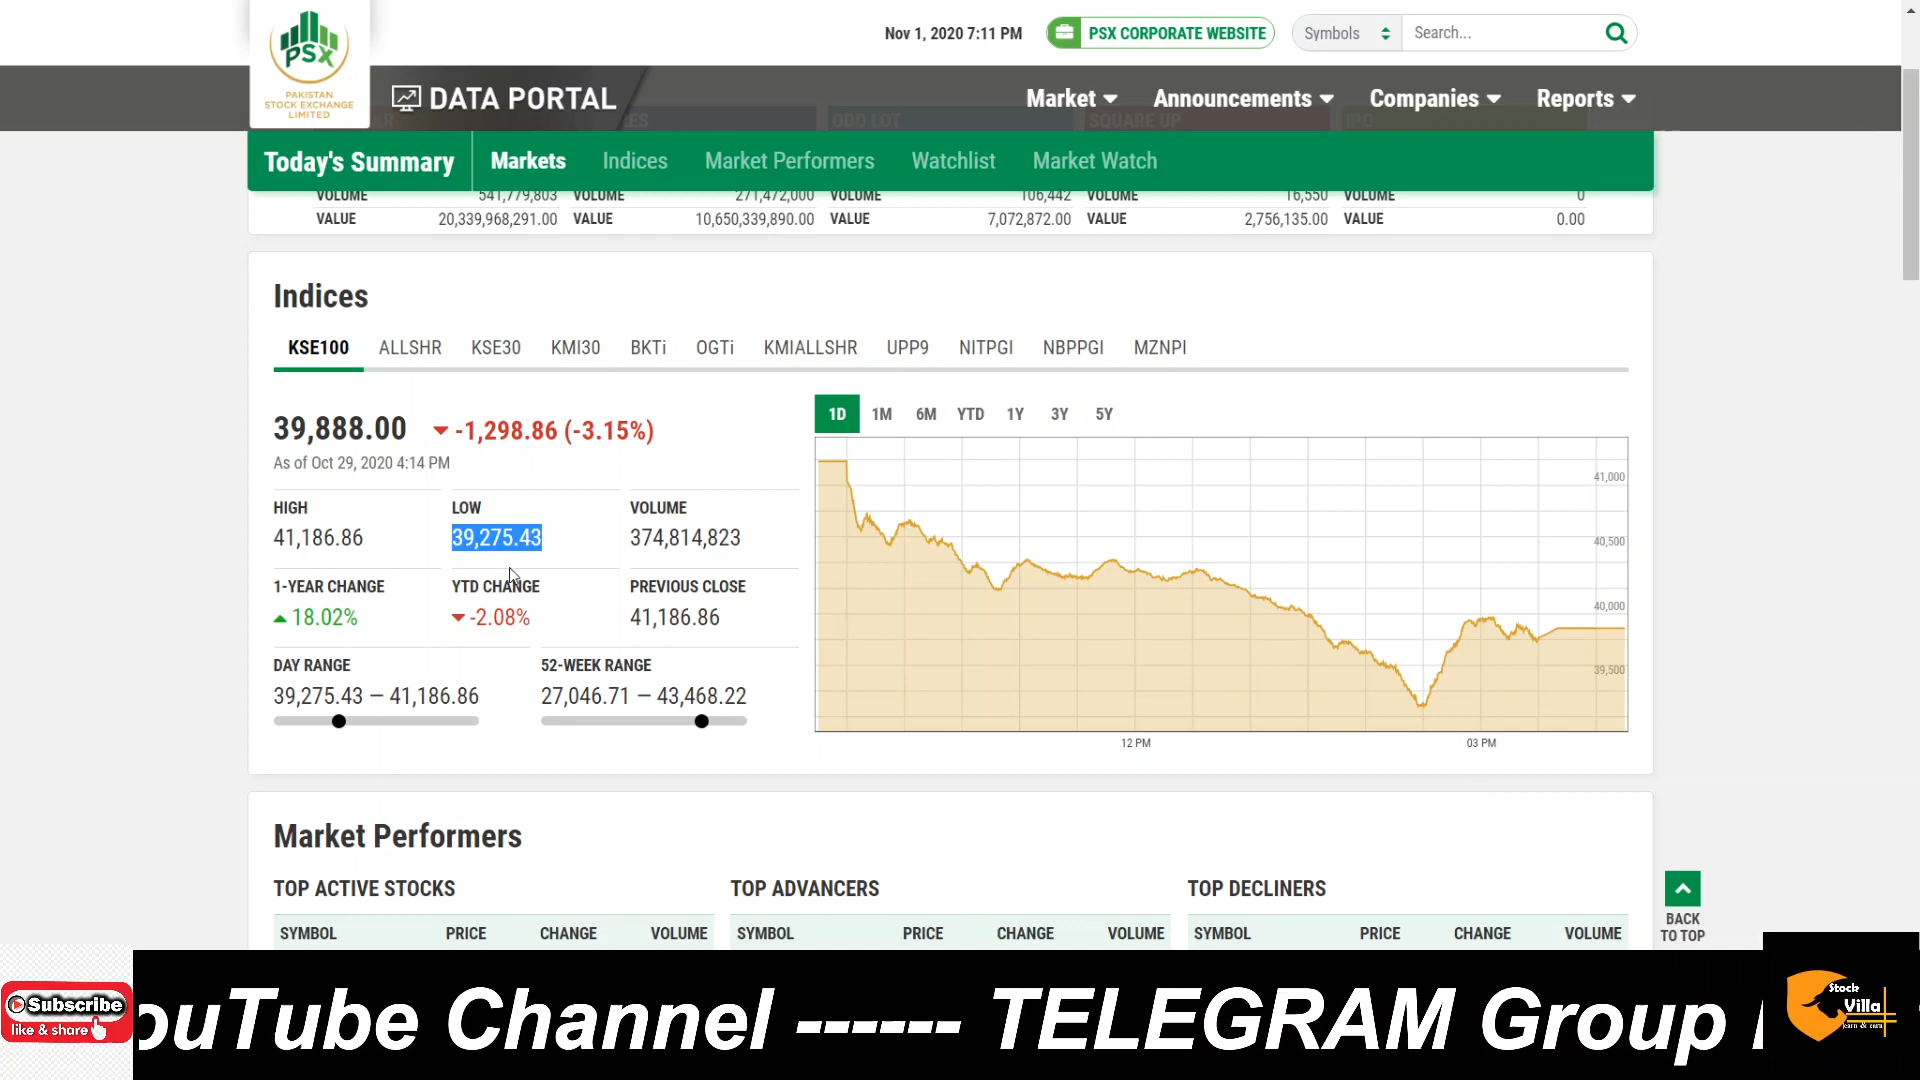 Nov 1, 2020 7:11 PM
PSX CORPORATE WEBSITE
Symbols
Search...
PSX
PAKISTAN
STOCK EXCHANGE
LIMITED
DATA PORTAL
Market
Announcements
Companies
Reports
ODD LOT
SQUARE UP
IPO
Today's Summary
Markets
Indices
Market Performers
Watchlist
Market Watch
VOLUME 541,779,803 VOLUME 271,472,000 VOLUME 106,442 VOLUME 16,550 VOLUME 0
VALUE 20,339,968,291.00 VALUE 10,650,339,890.00 VALUE 7,072,872.00 VALUE 2,756,135.00 VALUE 0.00
Indices
KSE100 ALLSHR KSE30 KMI30 BKTi OGTi KMIALLSHR UPP9 NITPGI NBPPGI MZNPI
39,888.00 -1,298.86 (-3.15%)
As of Oct 29, 2020 4:14 PM
HIGH LOW VOLUME
41,186.86 39,275.43 374,814,823
1-YEAR CHANGE YTD CHANGE PREVIOUS CLOSE
18.02% -2.08% 41,186.86
DAY RANGE 52-WEEK RANGE
39,275.43 — 41,186.86 27,046.71 — 43,468.22
1D 1M 6M YTD 1Y 3Y 5Y
41,000
40,500
40,000
39,500
12 PM 03 PM
Market Performers
TOP ACTIVE STOCKS TOP ADVANCERS TOP DECLINERS
SYMBOL PRICE CHANGE VOLUME SYMBOL PRICE CHANGE VOLUME SYMBOL PRICE CHANGE VOLUME
BACK
TO TOP
Subscribe
like & share
ouTube Channel ------ TELEGRAM Group
Stock
Villa
learn & earn